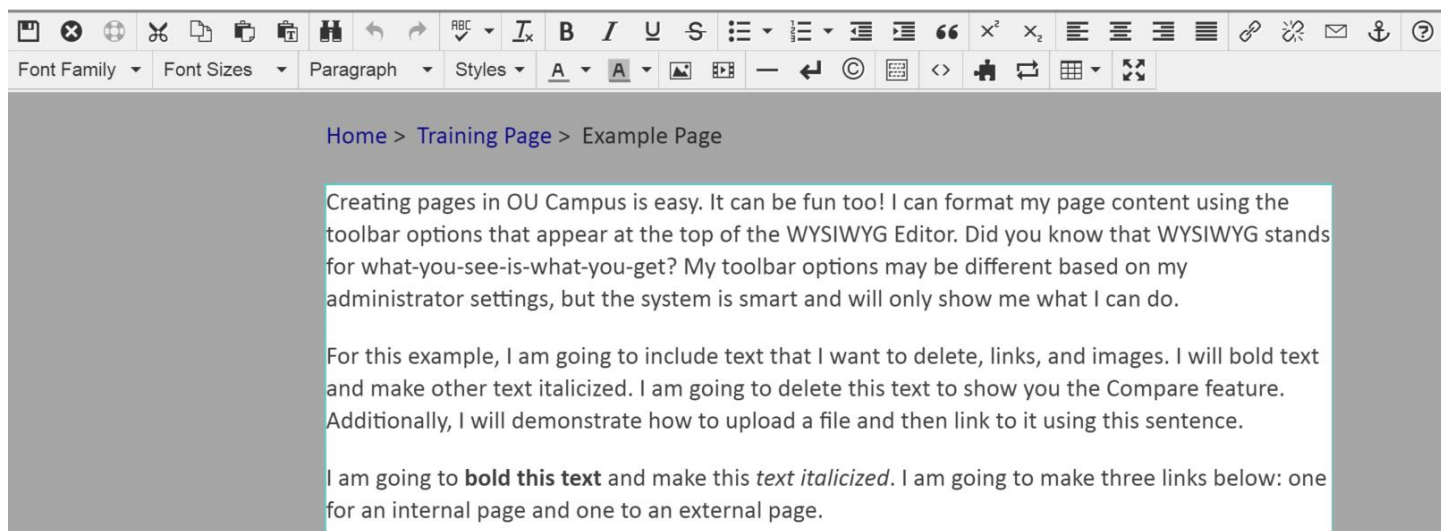 ABC
Font Family Font Sizes Paragraph Styles A A
Home > Training Page > Example Page
Creating pages in OU Campus is easy. It can be fun too! I can format my page content using the
toolbar options that appear at the top of the WYSIWYG Editor. Did you know that WYSIWYG stands
for what-you-see-is-what-you-get? My toolbar options may be different based on my
administrator settings, but the system is smart and will only show me what I can do.
For this example, I am going to include text that I want to delete, links, and images. I will bold text
and make other text italicized. I am going to delete this text to show you the Compare feature.
Additionally, I will demonstrate how to upload a file and then link to it using this sentence.
I am going to bold this text and make this text italicized. I am going to make three links below: one
for an internal page and one to an external page.